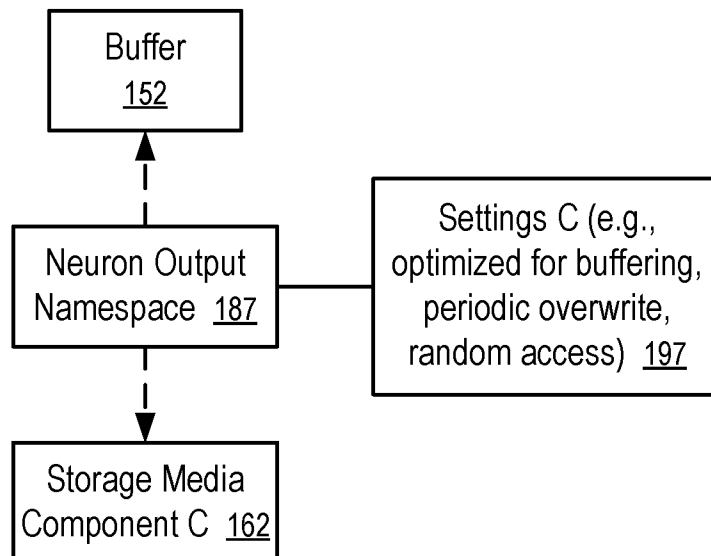 Buffer
152
Neuron Output
Namespace 187
Settings C (e.g.,
optimized for buffering,
periodic overwrite,
random access) 197
Storage Media
Component C 162